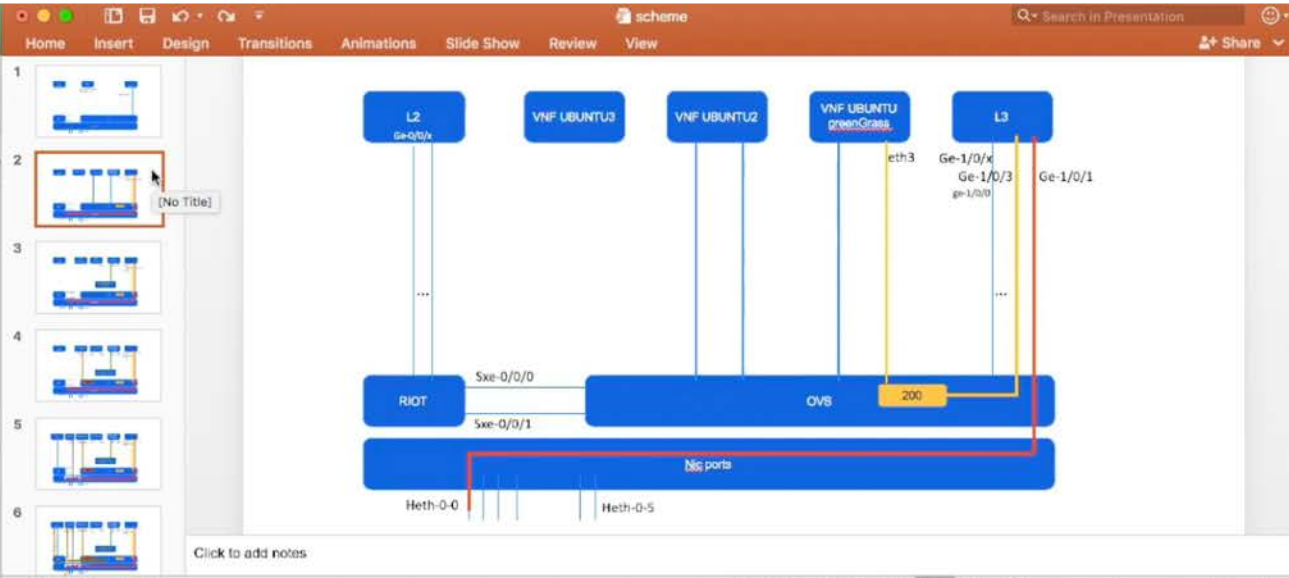 scheme
Search in Presentation
Home Insert Design Transitions Animations Slide Show Review View
Share
1
2
[No Title]
3
4
5
6
L2
Ge-0/0/x
VNF UBUNTU3
VNF UBUNTU2
VNF UBUNTU
greenGrass
L3
eth3
Ge-1/0/x
Ge-1/0/3
Ge-1/0/1
ge-1/0/0
...
...
Sxe-0/0/0
RIOT
OVS
200
Sxe-0/0/1
Nic ports
Heth-0-0
Heth-0-5
Click to add notes